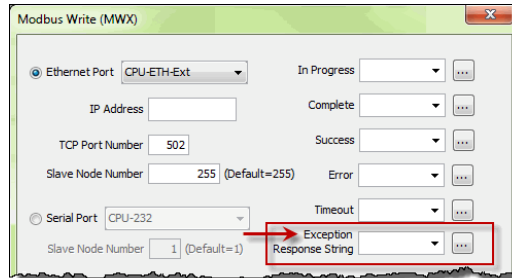 Modbus Write (MWX)
Ethernet Port CPU-ETH-Ext
IP Address
TCP Port Number 502
Slave Node Number 255 (Default=255)
Serial Port CPU-232
Slave Node Number 1 (Default=1)
In Progress ...
Complete ...
Success ...
Error ...
Timeout ...
Exception
Response String ...